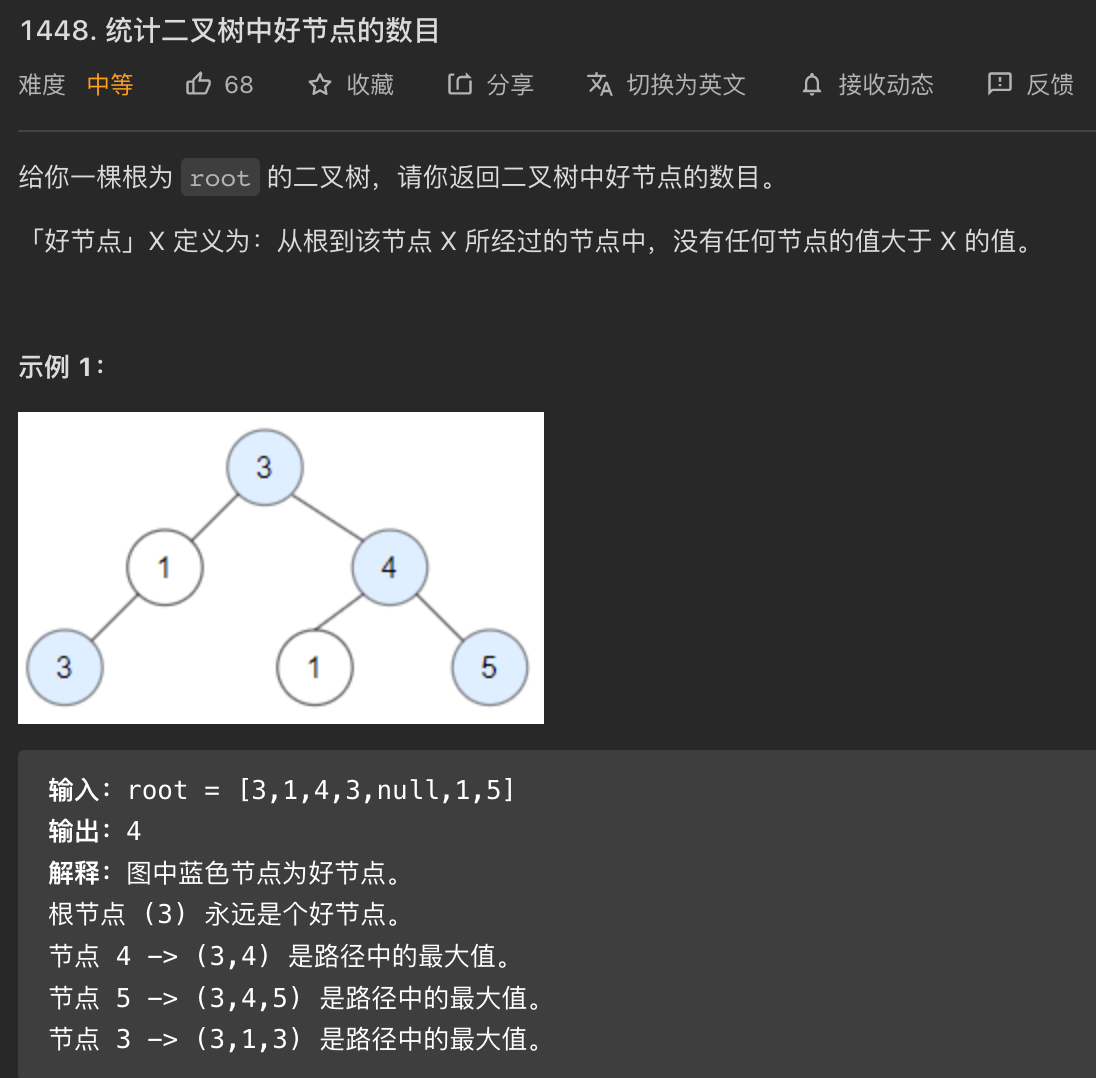 1448. 统计二叉树中好节点的数目
难度 中等 68 收藏 分享 切换为英文 接收动态 反馈
给你一棵根为 root 的二叉树，请你返回二叉树中好节点的数目。
「好节点」X 定义为：从根到该节点 X 所经过的节点中，没有任何节点的值大于 X 的值。
示例 1：
3
1 4
3 1 5
输入：root = [3,1,4,3,null,1,5]
输出：4
解释：图中蓝色节点为好节点。
根节点 (3) 永远是个好节点。
节点 4 -> (3,4) 是路径中的最大值。
节点 5 -> (3,4,5) 是路径中的最大值。
节点 3 -> (3,1,3) 是路径中的最大值。